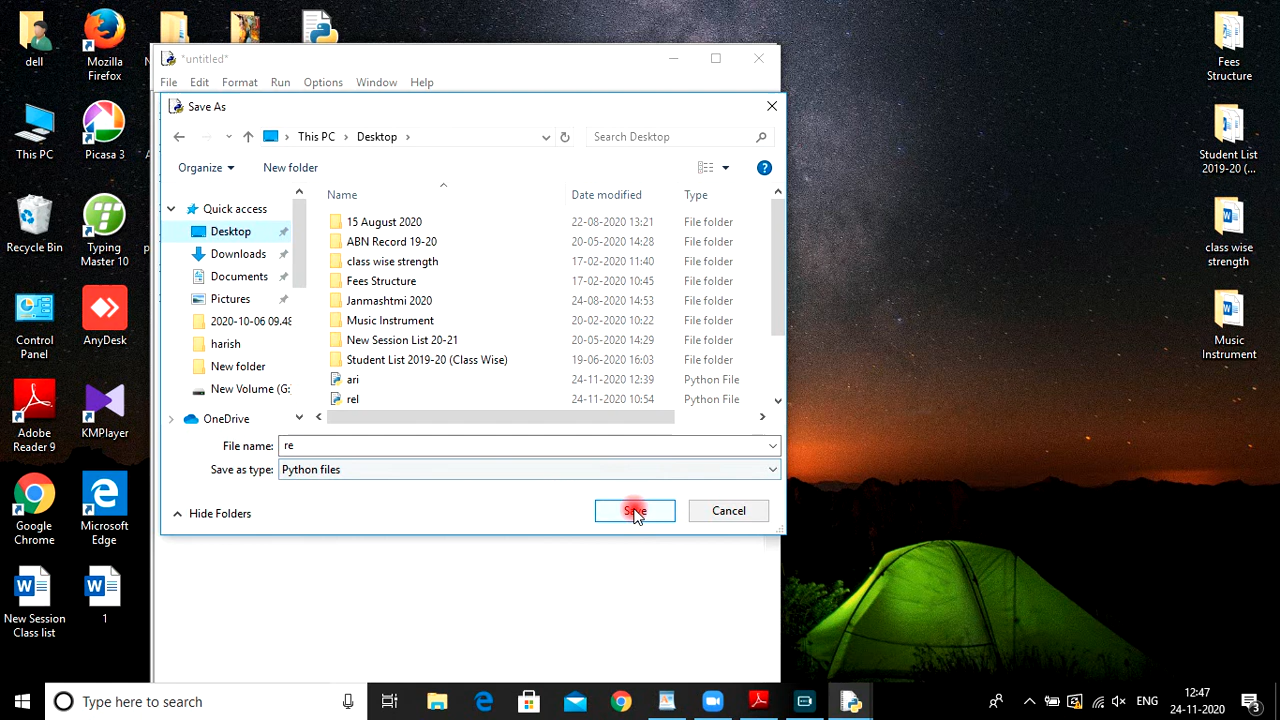 dell
Mozilla
Firefox
This PC
Picasa 3
Recycle Bin
Typing
Master 10
Control
Panel
AnyDesk
Adobe
Reader 9
KMPlayer
Google
Chrome
Microsoft
Edge
New Session
Class list
1
*untitled*
File Edit Format Run Options Window Help
Save As
This PC Desktop
Search Desktop
Organize New folder
Quick access
Desktop
Downloads
Documents
Pictures
2020-10-06 09.48
harish
New folder
New Volume (G:
OneDrive
Name Date modified Type
15 August 2020 22-08-2020 13:21 File folder
ABN Record 19-20 20-05-2020 14:28 File folder
class wise strength 17-02-2020 11:40 File folder
Fees Structure 17-02-2020 10:45 File folder
Janmashtmi 2020 24-08-2020 14:53 File folder
Music Instrument 20-02-2020 10:22 File folder
New Session List 20-21 20-05-2020 14:29 File folder
Student List 2019-20 (Class Wise) 19-06-2020 16:03 File folder
ari 24-11-2020 12:39 Python File
rel 24-11-2020 10:54 Python File
File name: re
Save as type: Python files
Hide Folders
Save Cancel
Fees
Structure
Student List
2019-20 (...
class wise
strength
Music
Instrument
Type here to search
ENG
12:47
24-11-2020
3